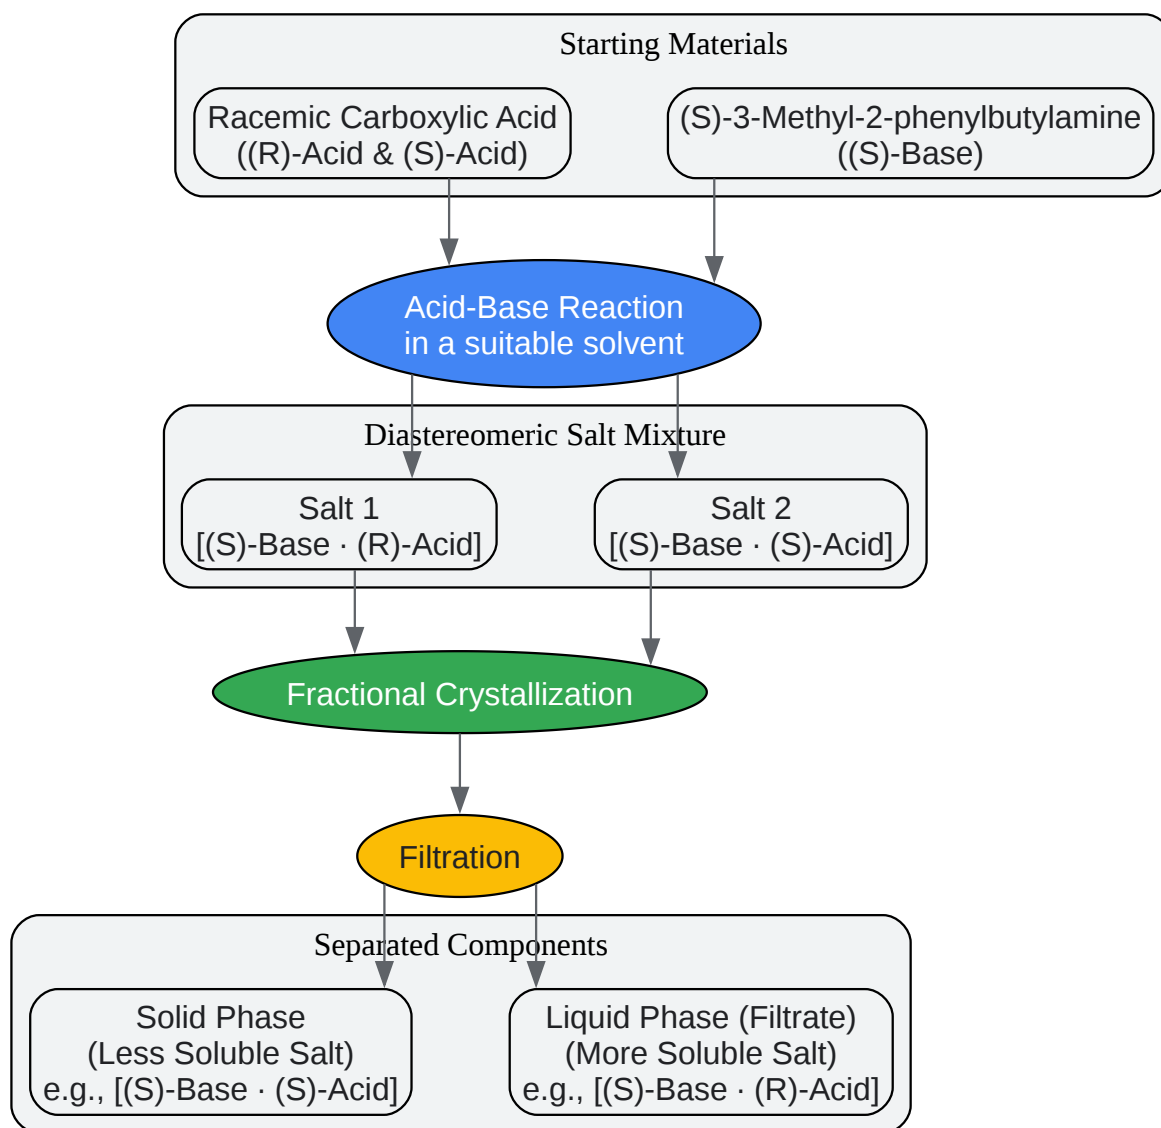 Starting Materials
Racemic Carboxylic Acid
((R)-Acid & (S)-Acid)
(S)-3-Methyl-2-phenylbutylamine
((S)-Base)
Acid-Base Reaction
in a suitable solvent
Diastereomeric Salt Mixture
Salt 1
[(S)-Base · (R)-Acid]
Salt 2
[(S)-Base · (S)-Acid]
Fractional Crystallization
Filtration
Separated Components
Solid Phase
(Less Soluble Salt)
e.g., [(S)-Base · (S)-Acid]
Liquid Phase (Filtrate)
(More Soluble Salt)
e.g., [(S)-Base · (R)-Acid]